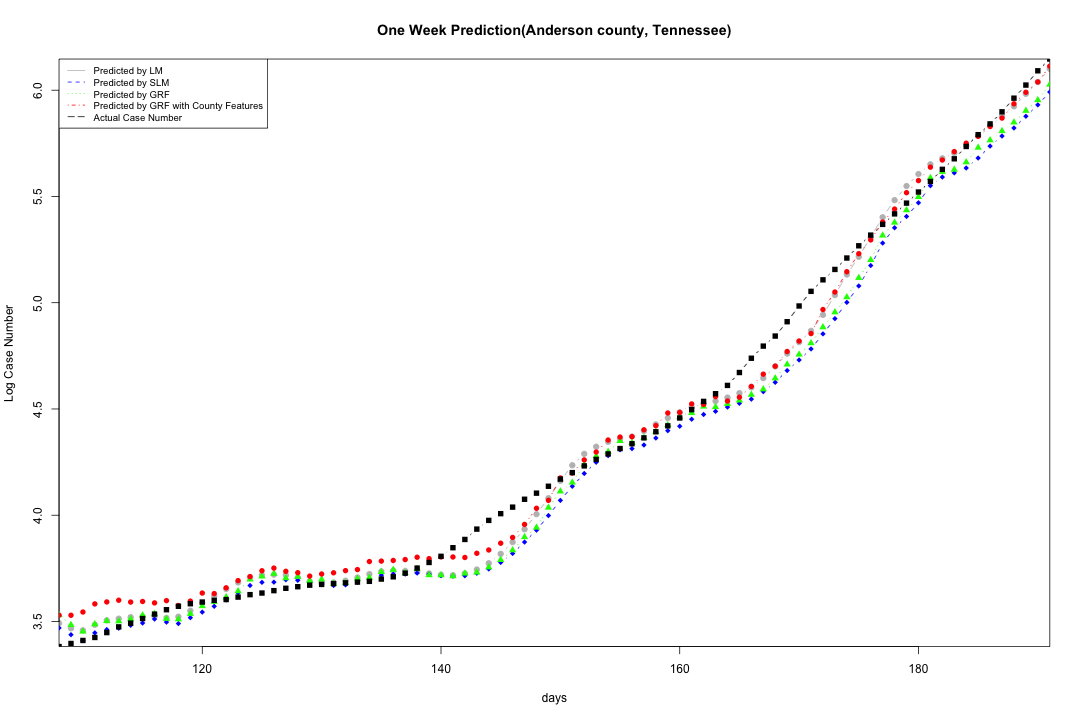 One Week Prediction(Anderson county, Tennessee)
Predicted by LM
Predicted by SLM
Predicted by GRF
Predicted by GRF with County Features
Actual Case Number
6.0
5.5
5.0
4.5
4.0
3.5
Log Case Number
120
140
160
180
days